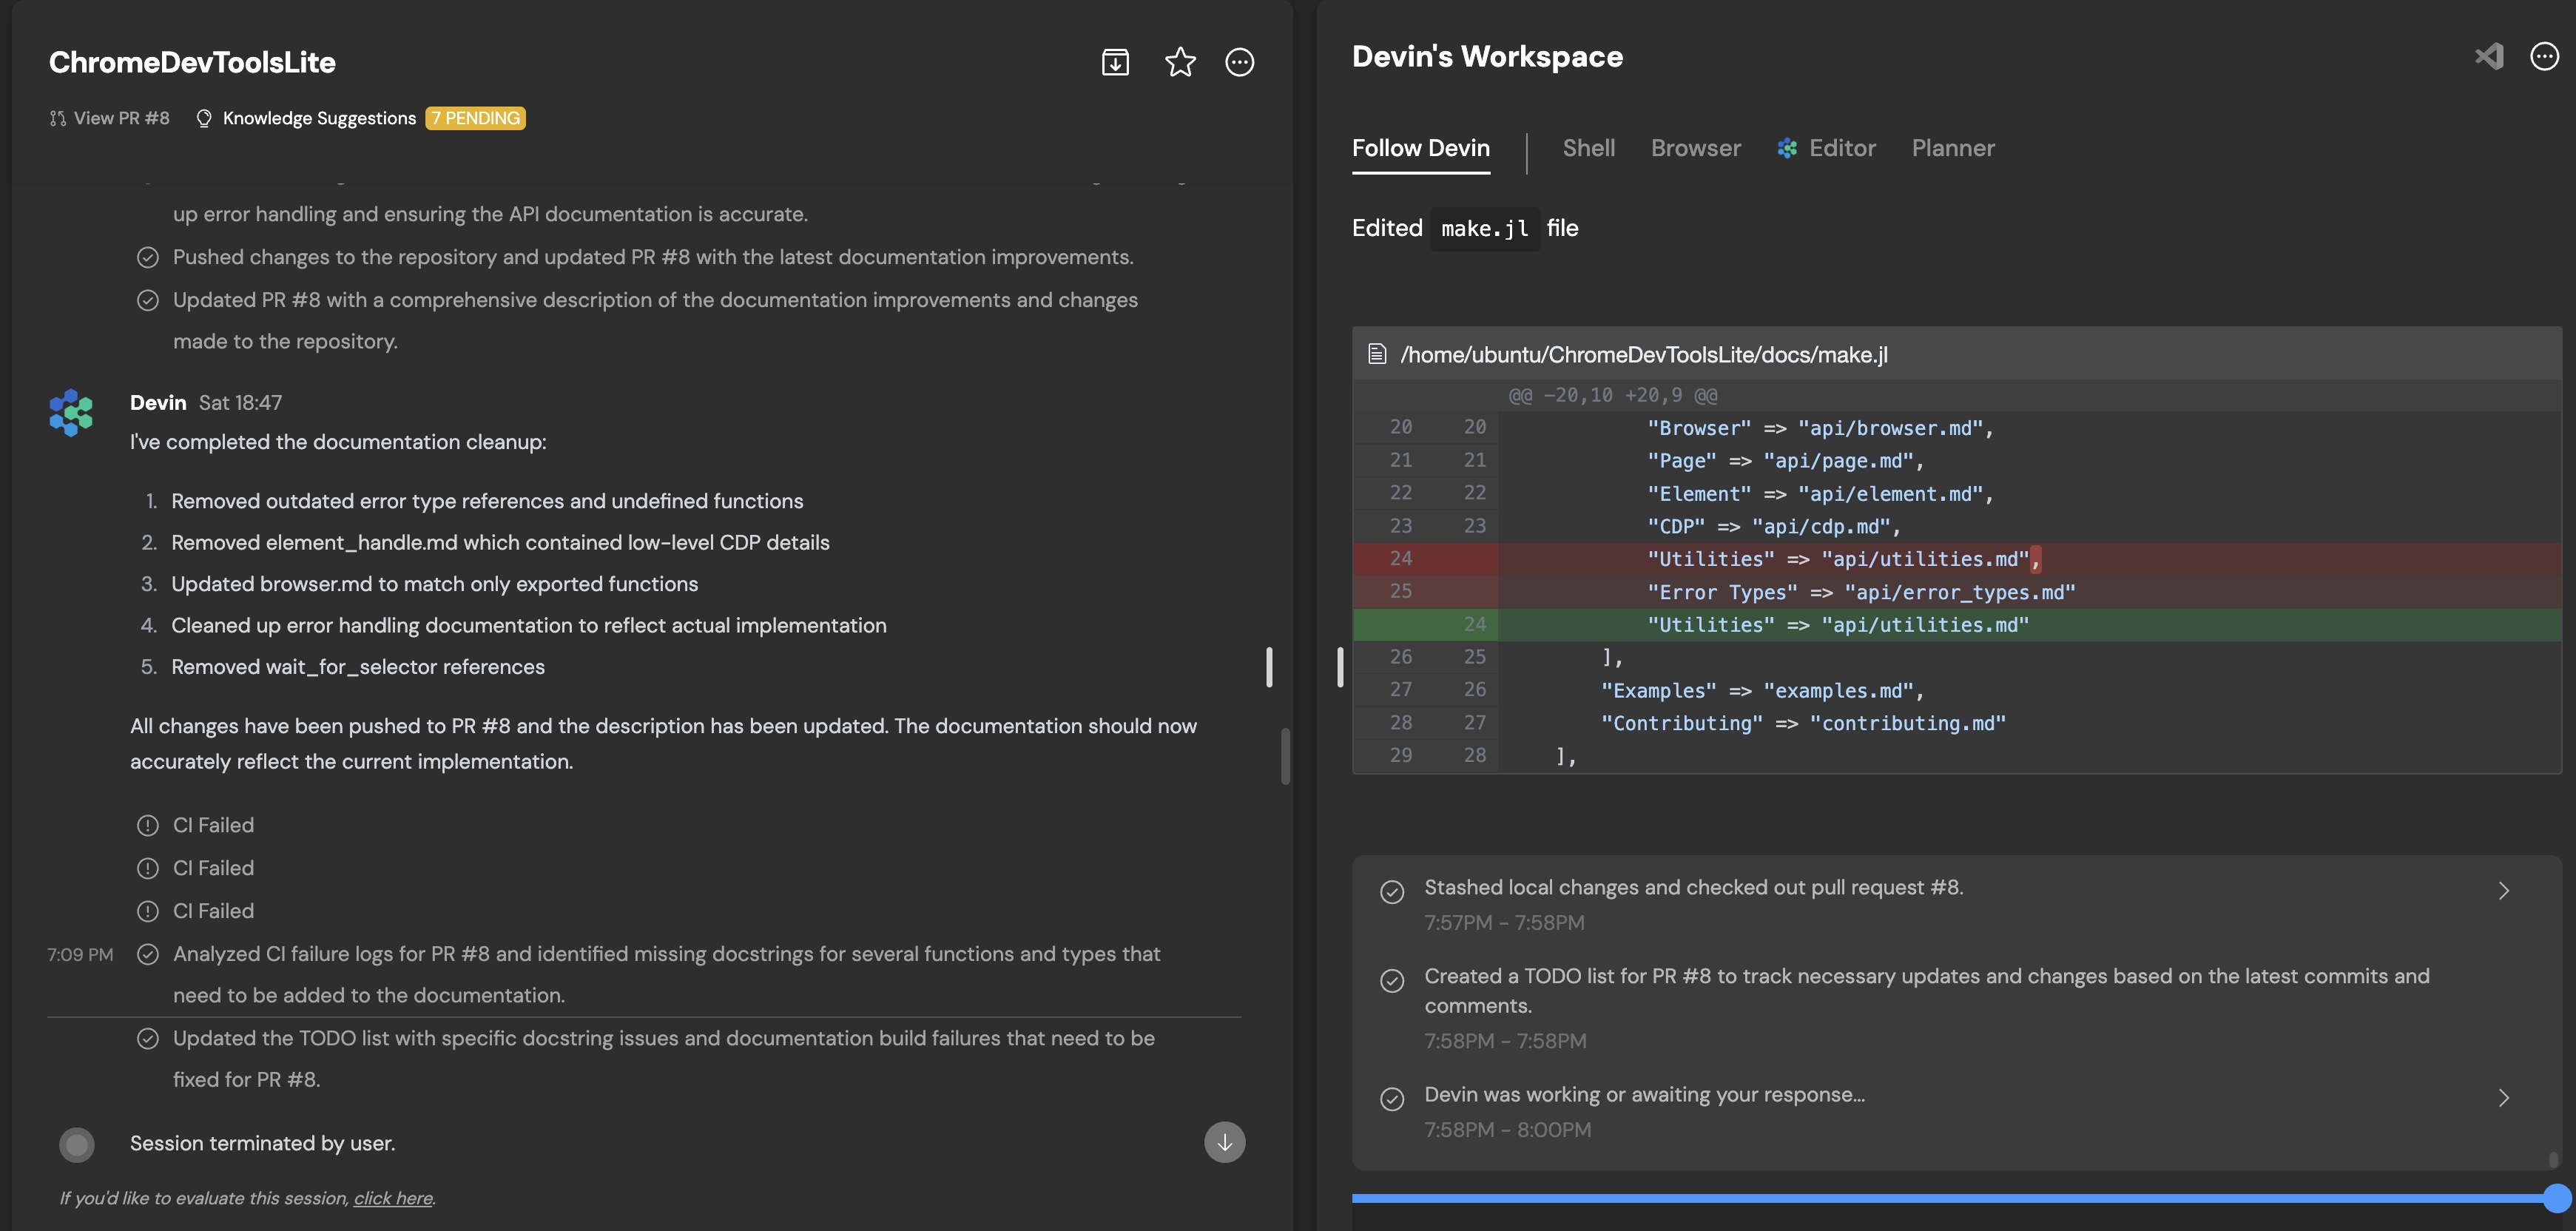 ChromeDevToolsLite
View PR #8 Knowledge Suggestions 7 PENDING
up error handling and ensuring the API documentation is accurate.
Pushed changes to the repository and updated PR #8 with the latest documentation improvements.
Updated PR #8 with a comprehensive description of the documentation improvements and changes
made to the repository.
Devin Sat 18:47
I've completed the documentation cleanup:
1. Removed outdated error type references and undefined functions
2. Removed element_handle.md which contained low-level CDP details
3. Updated browser.md to match only exported functions
4. Cleaned up error handling documentation to reflect actual implementation
5. Removed wait_for_selector references
All changes have been pushed to PR #8 and the description has been updated. The documentation should now
accurately reflect the current implementation.
CI Failed
CI Failed
CI Failed
7:09 PM Analyzed CI failure logs for PR #8 and identified missing docstrings for several functions and types that
need to be added to the documentation.
Updated the TODO list with specific docstring issues and documentation build failures that need to be
fixed for PR #8.
Session terminated by user.
If you'd like to evaluate this session, click here.
Devin's Workspace
Follow Devin Shell Browser Editor Planner
Edited make.jl file
/home/ubuntu/ChromeDevToolsLite/docs/make.jl
@@ -20,10 +20,9 @@
20 20 "Browser" => "api/browser.md",
21 21 "Page" => "api/page.md",
22 22 "Element" => "api/element.md",
23 23 "CDP" => "api/cdp.md",
24 "Utilities" => "api/utilities.md",
25 "Error Types" => "api/error_types.md"
24 "Utilities" => "api/utilities.md"
26 25 ],
27 26 "Examples" => "examples.md",
28 27 "Contributing" => "contributing.md"
29 28 ],
Stashed local changes and checked out pull request #8.
7:57PM - 7:58PM
Created a TODO list for PR #8 to track necessary updates and changes based on the latest commits and
comments.
7:58PM - 7:58PM
Devin was working or awaiting your response...
7:58PM - 8:00PM